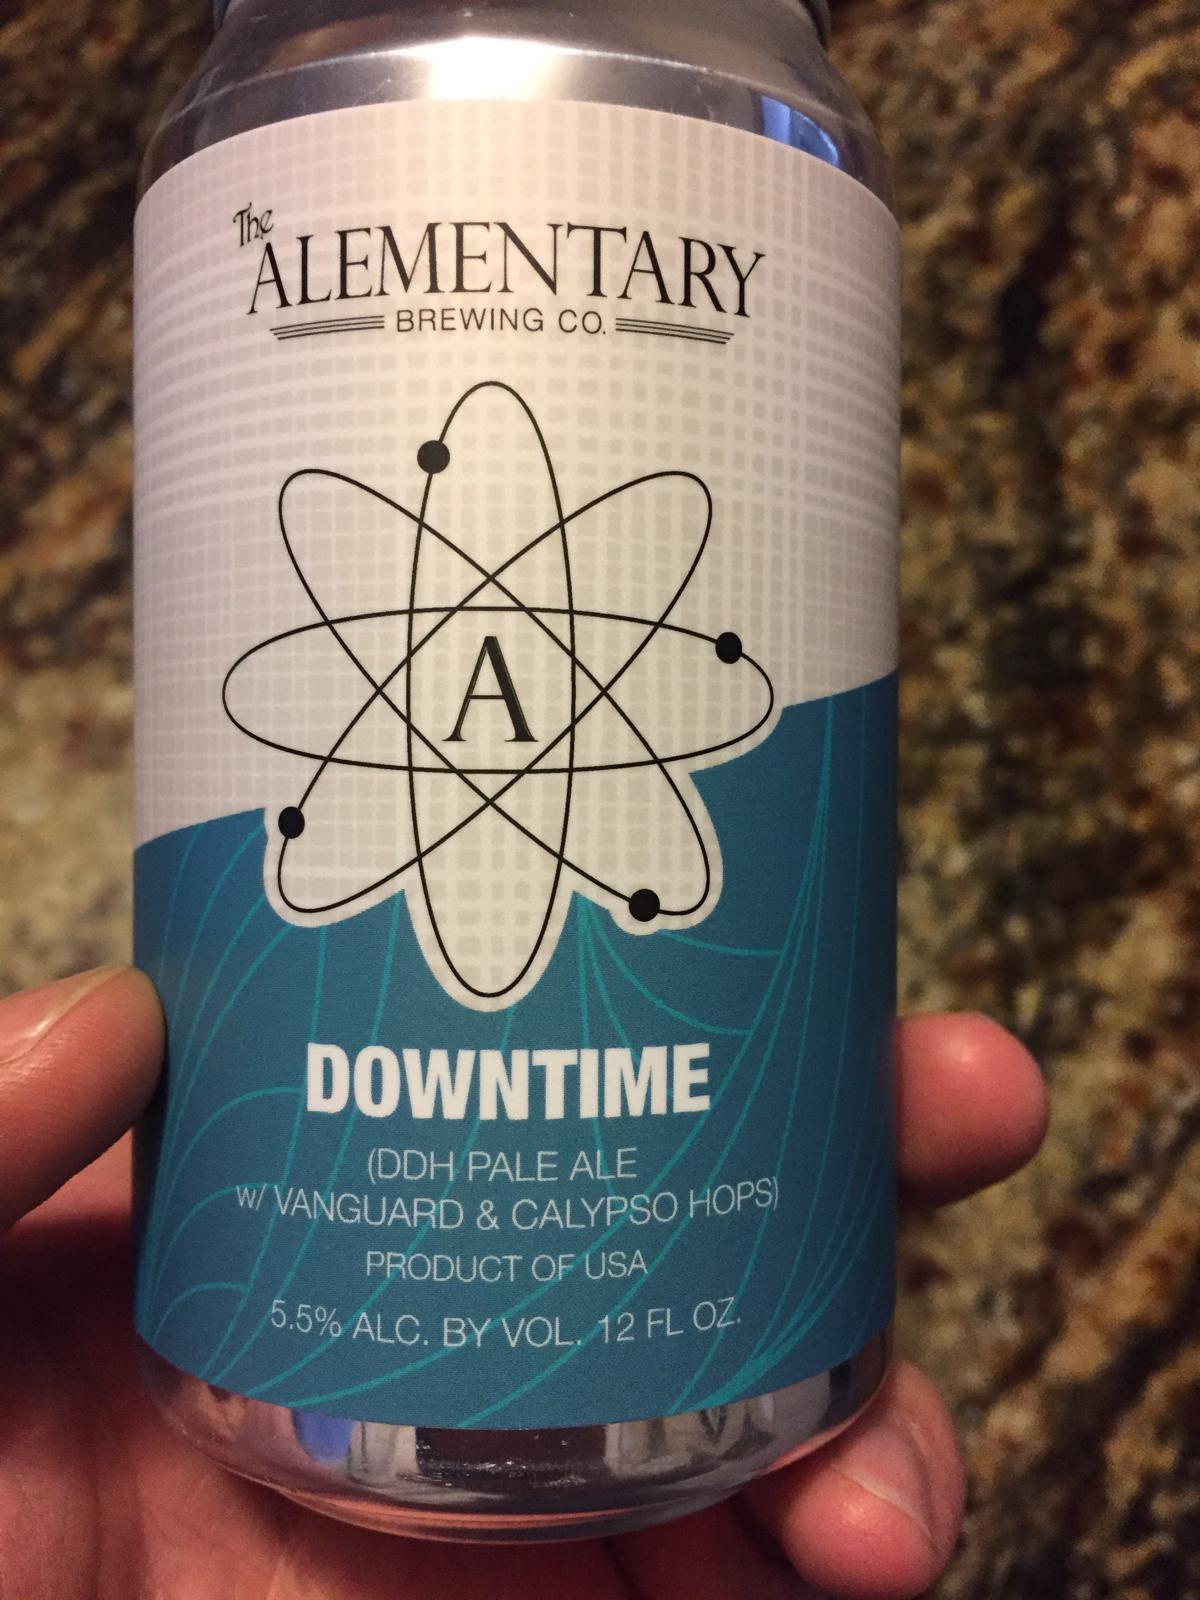 The
ALEMENTARY
BREWING CO.
A
DOWNTIME
(DDH PALE ALE
w/ VANGUARD & CALYPSO HOPS)
PRODUCT OF USA
5.5% ALC. BY VOL. 12 FL OZ.